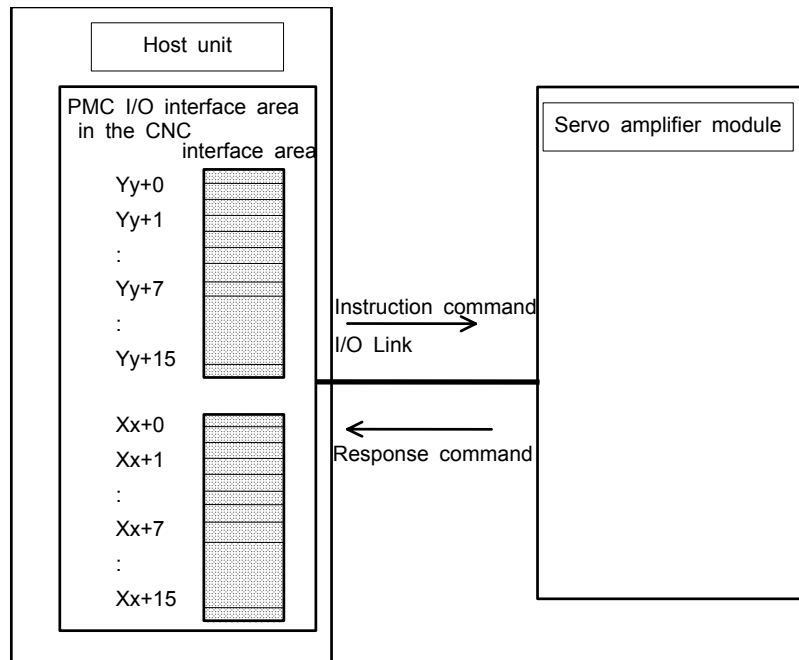 Host unit
PMC I/O interface area
in the CNC
interface area
Yy+0
Yy+1
:
Yy+7
:
Yy+15
Xx+0
Xx+1
:
Xx+7
:
Xx+15
Instruction command
I/O Link
Response command
Servo amplifier module